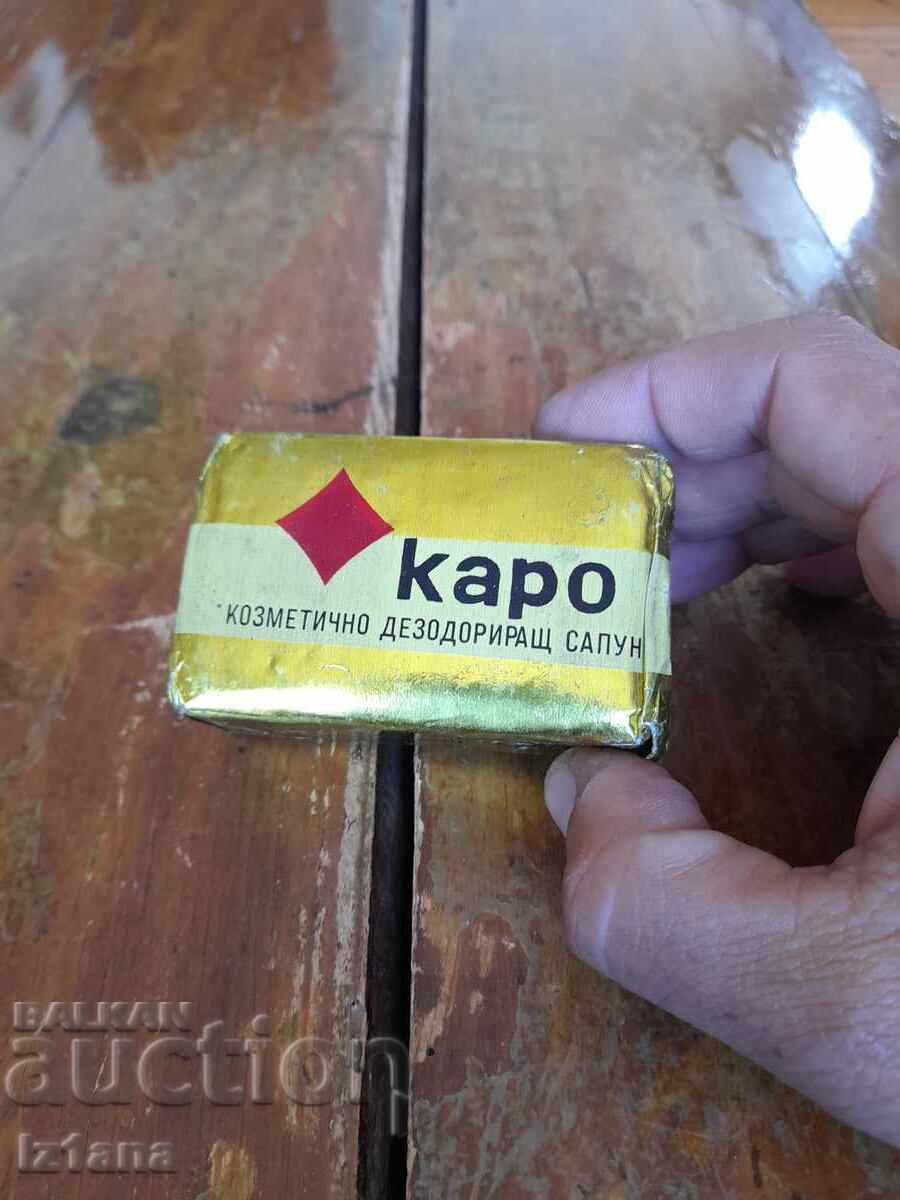 каро
КОЗМЕТИЧНО ДЕЗОДОРИРАЩ САПУН
BALKAN
auction
Iz1ana